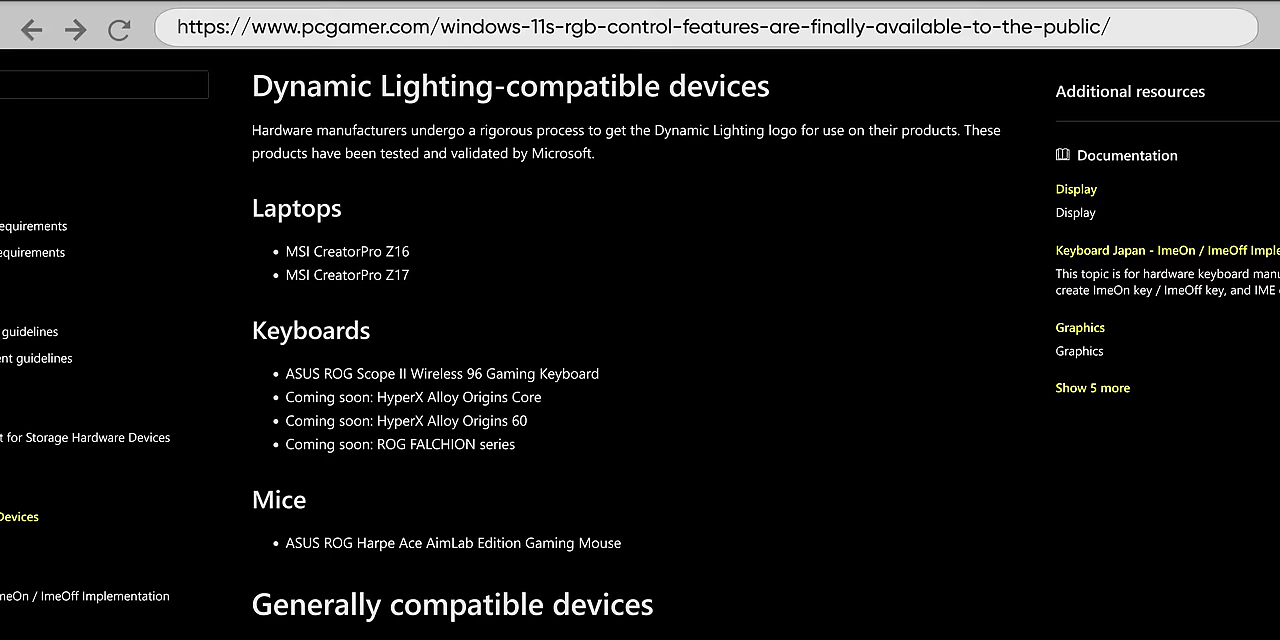 https://www.pcgamer.com/windows-11s-rgb-control-features-are-finally-available-to-the-public/
equirements
equirements
guidelines
nt guidelines
t for Storage Hardware Devices
Devices
meOn / ImeOff Implementation
Dynamic Lighting-compatible devices
Hardware manufacturers undergo a rigorous process to get the Dynamic Lighting logo for use on their products. These
products have been tested and validated by Microsoft.
Laptops
• MSI CreatorPro Z16
• MSI CreatorPro Z17
Keyboards
• ASUS ROG Scope II Wireless 96 Gaming Keyboard
• Coming soon: HyperX Alloy Origins Core
• Coming soon: HyperX Alloy Origins 60
• Coming soon: ROG FALCHION series
Mice
• ASUS ROG Harpe Ace AimLab Edition Gaming Mouse
Generally compatible devices
Additional resources
Documentation
Display
Display
Keyboard Japan - ImeOn / ImeOff Imple
This topic is for hardware keyboard manu
create ImeOn key / ImeOff key, and IME
Graphics
Graphics
Show 5 more